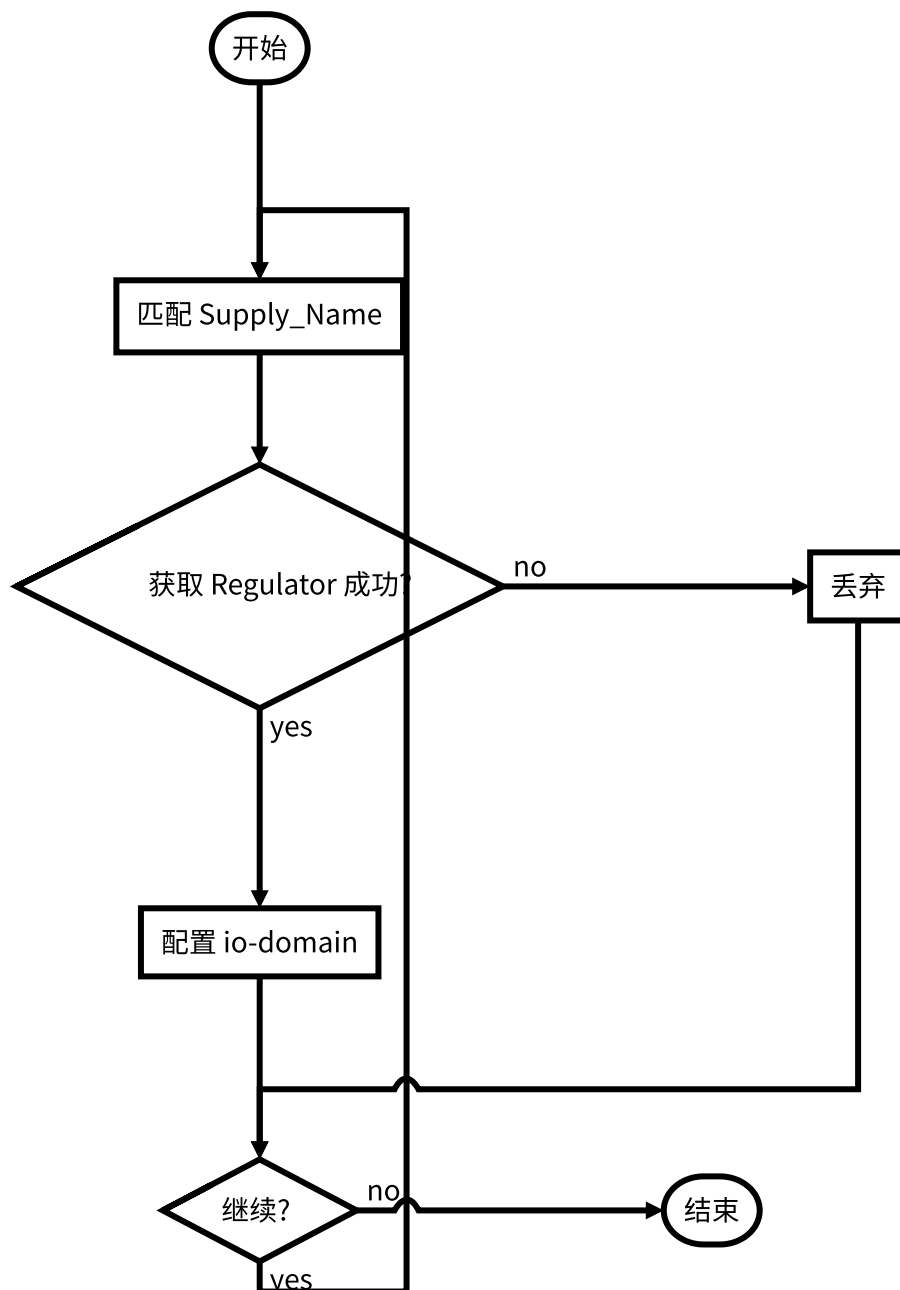 开始
匹配 Supply_Name
获取 Regulator 成功?
no
丢弃
yes
配置 io-domain
继续?
no
结束
yes